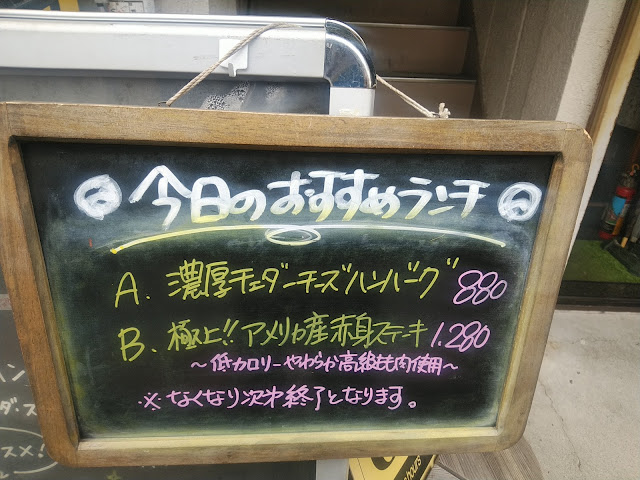 今日のおすすめランチ
A. 濃厚チェダーチーズハンバーグ 880
B. 極上!! アメリカ産赤身ステーキ 1.280
〜低カロリーやわらか高級もも肉使用〜
※なくなり次第終了となります。